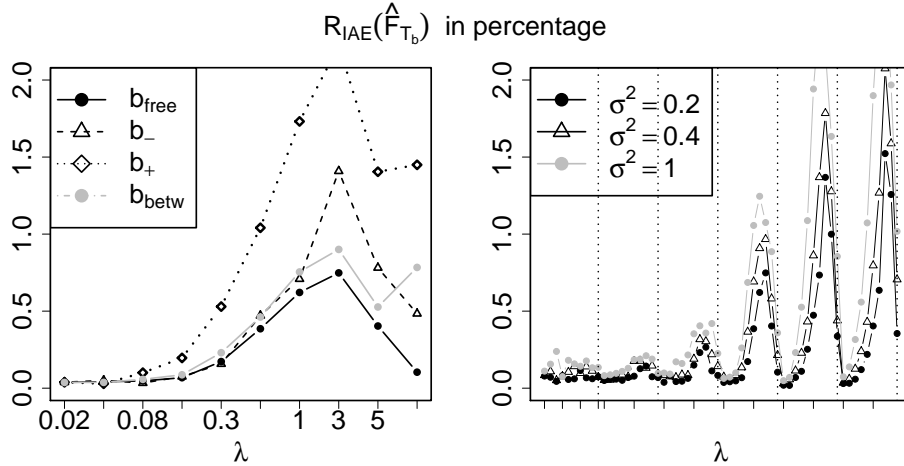 R_IAE(F̂_T_b) in percentage
2.0
1.5
1.0
0.5
0.0
b_free
b_−
b_+
b_betw
0.02 0.08 0.3 1 3 5
λ
2.0
1.5
1.0
0.5
0.0
σ² = 0.2
σ² = 0.4
σ² = 1
λ